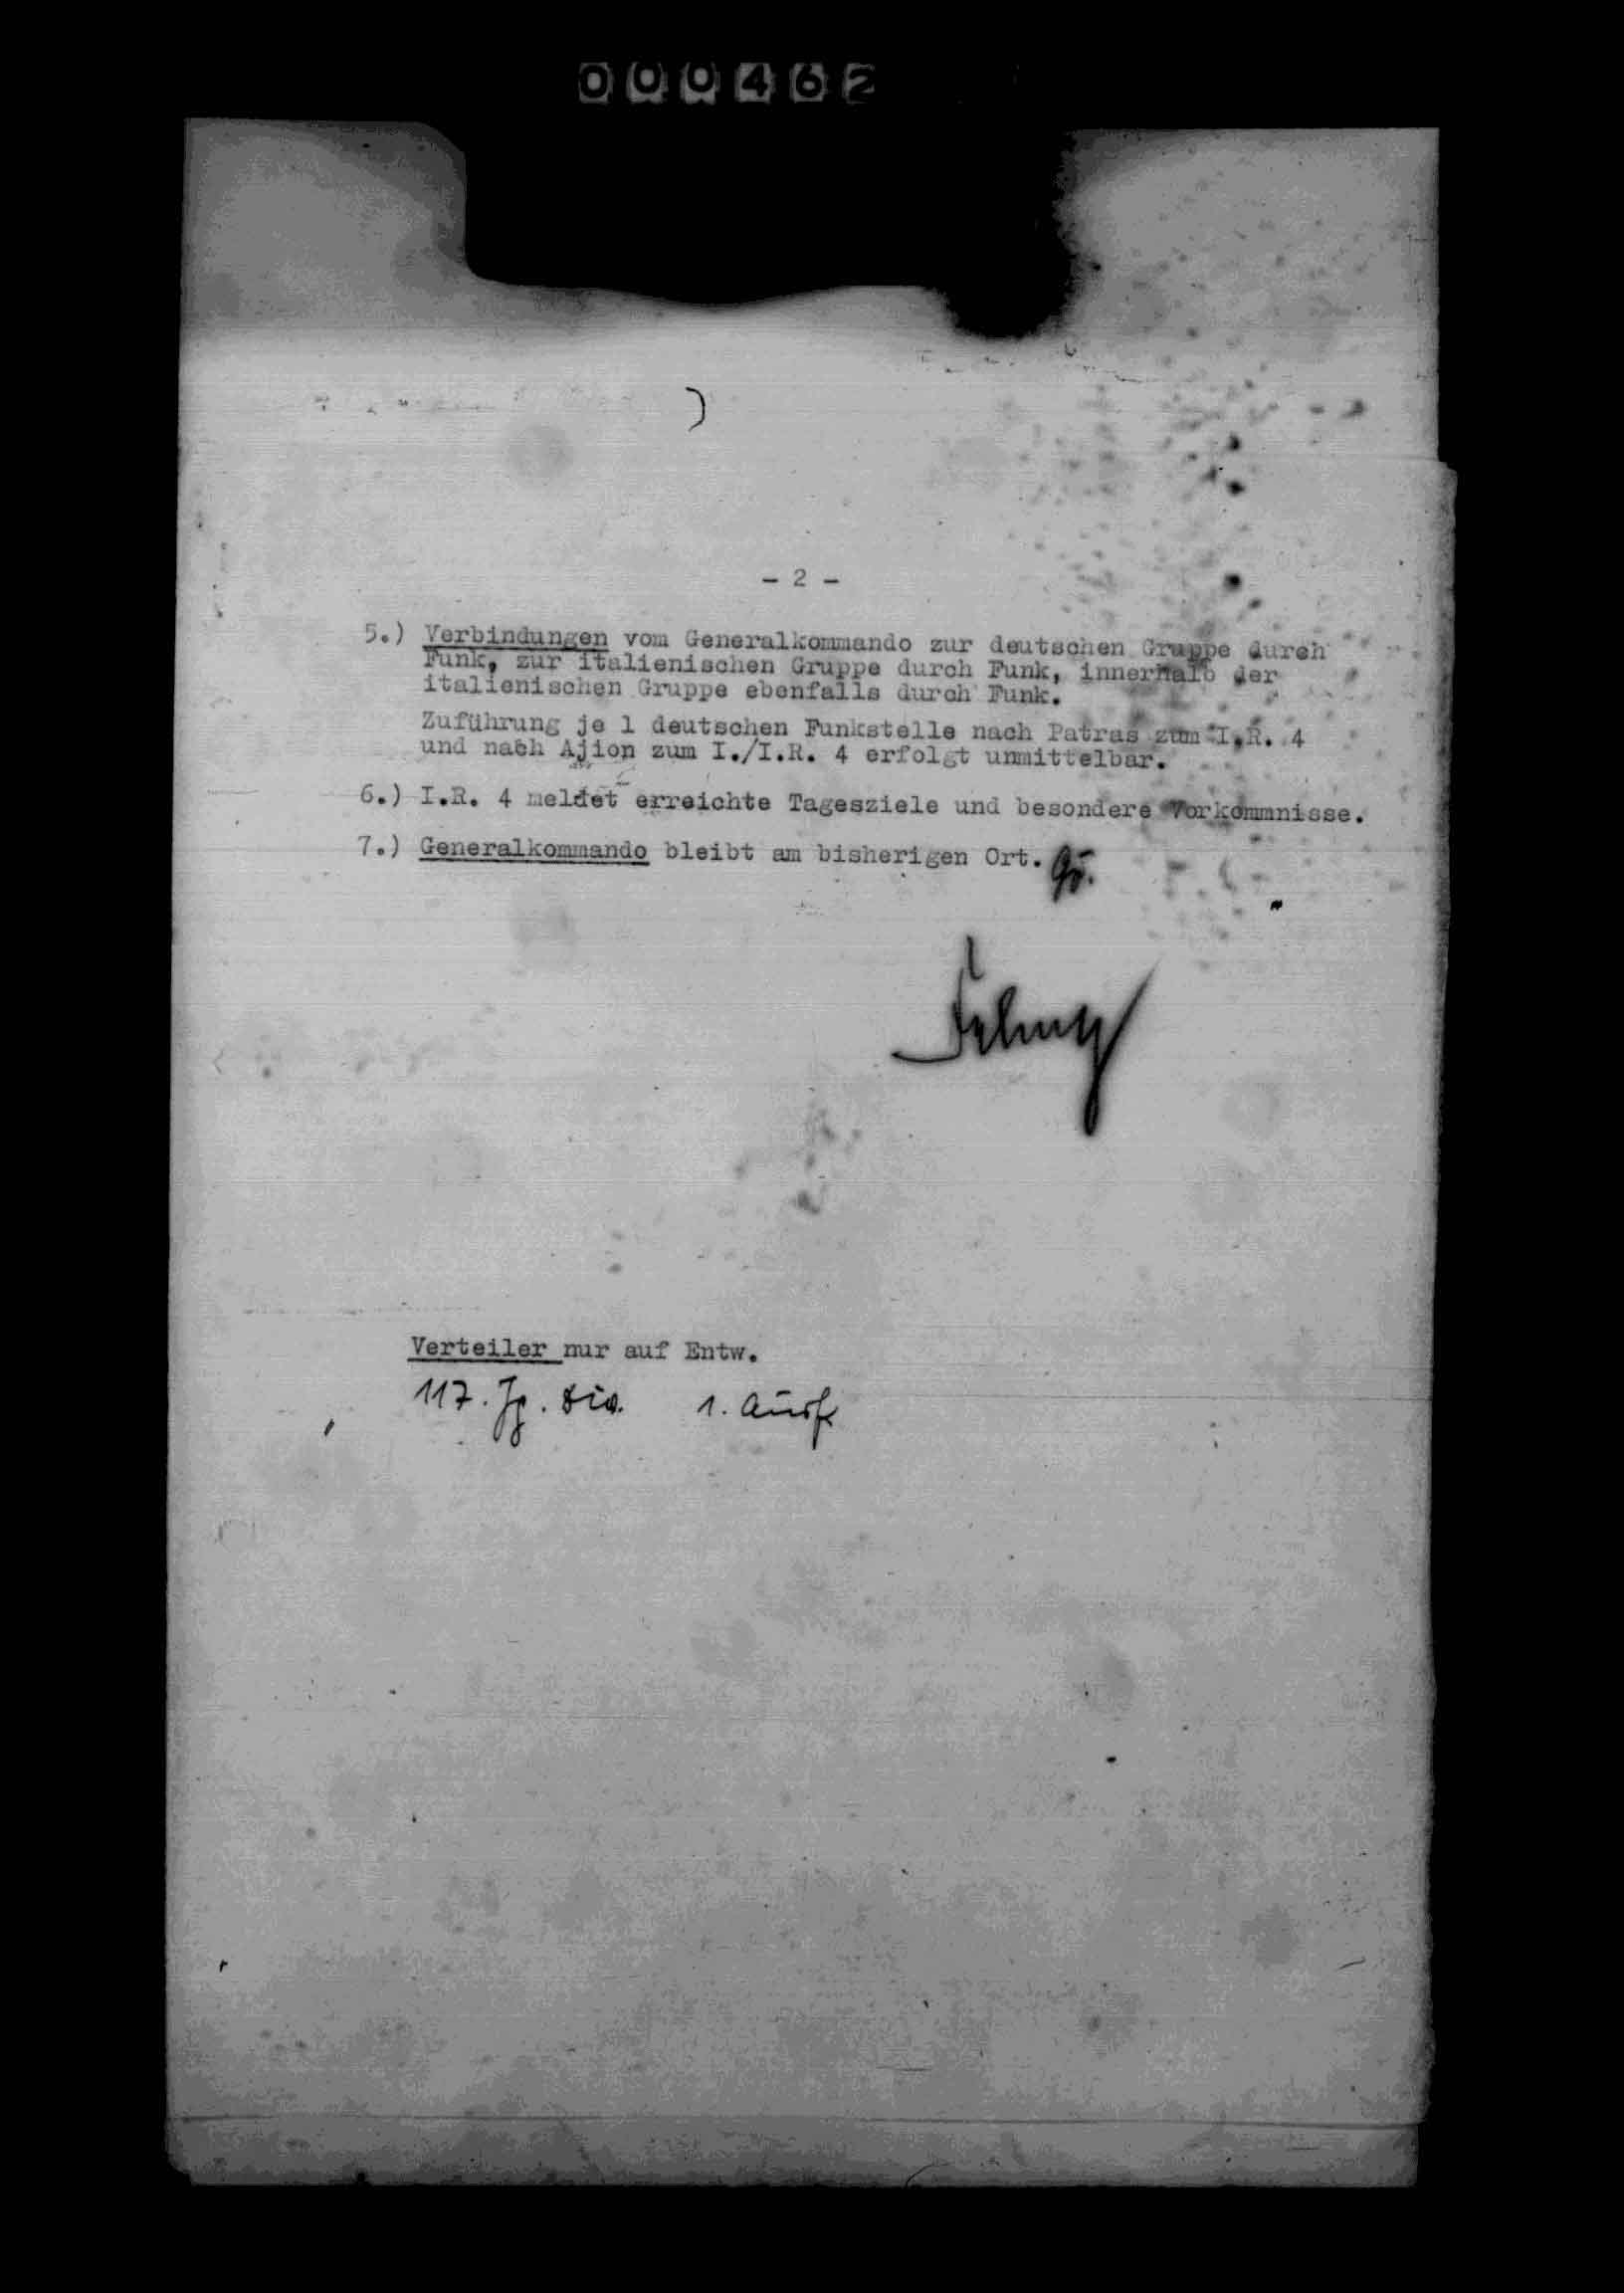 000462
- 2 -
5.) Verbindungen vom Generalkommando zur deutschen Gruppe durch
Funk, zur italienischen Gruppe durch Funk, innerhalb der
italienischen Gruppe ebenfalls durch Funk.
Zuführung je 1 deutschen Funkstelle nach Patras zum I.R. 4
und nach Ajion zum I./I.R. 4 erfolgt unmittelbar.
6.) I.R. 4 meldet erreichte Tagesziele und besondere Vorkommnisse.
7.) Generalkommando bleibt am bisherigen Ort.
Felmy
Verteiler nur auf Entw.
117. Jg. Div. 1. Ausf.